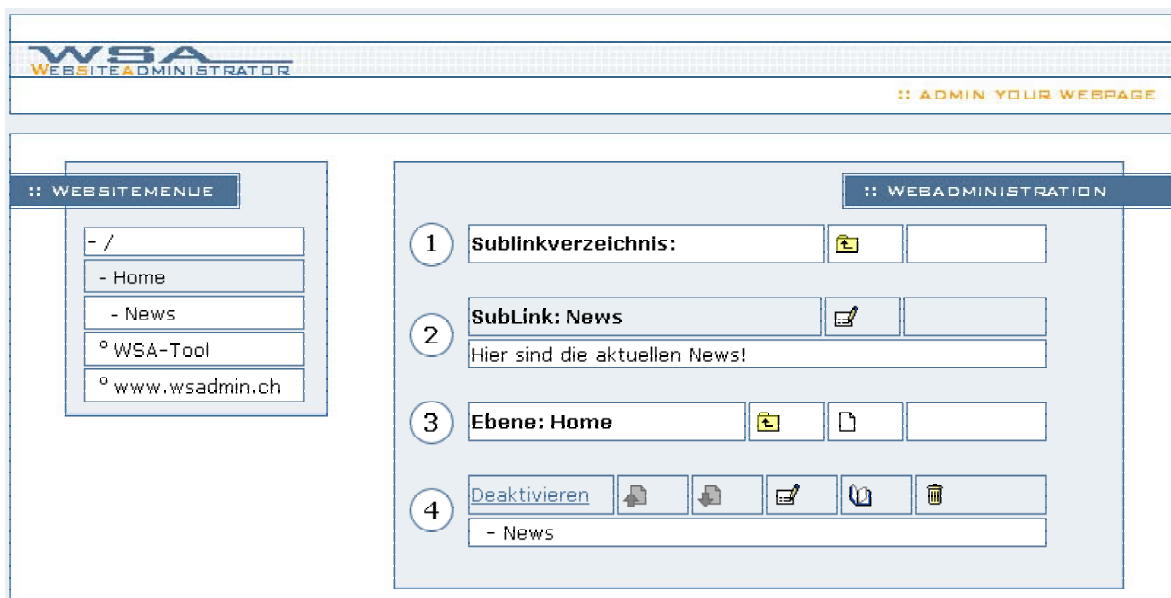 WSA
WEBSITEADMINISTRATOR
:: ADMIN YOUR WEBPAGE
:: WEBSITEMENUE
- /
- Home
- News
° WSA-Tool
° www.wsadmin.ch
:: WEBADMINISTRATION
1 Sublinkverzeichnis:
2 SubLink: News
Hier sind die aktuellen News!
3 Ebene: Home
4 Deaktivieren
- News